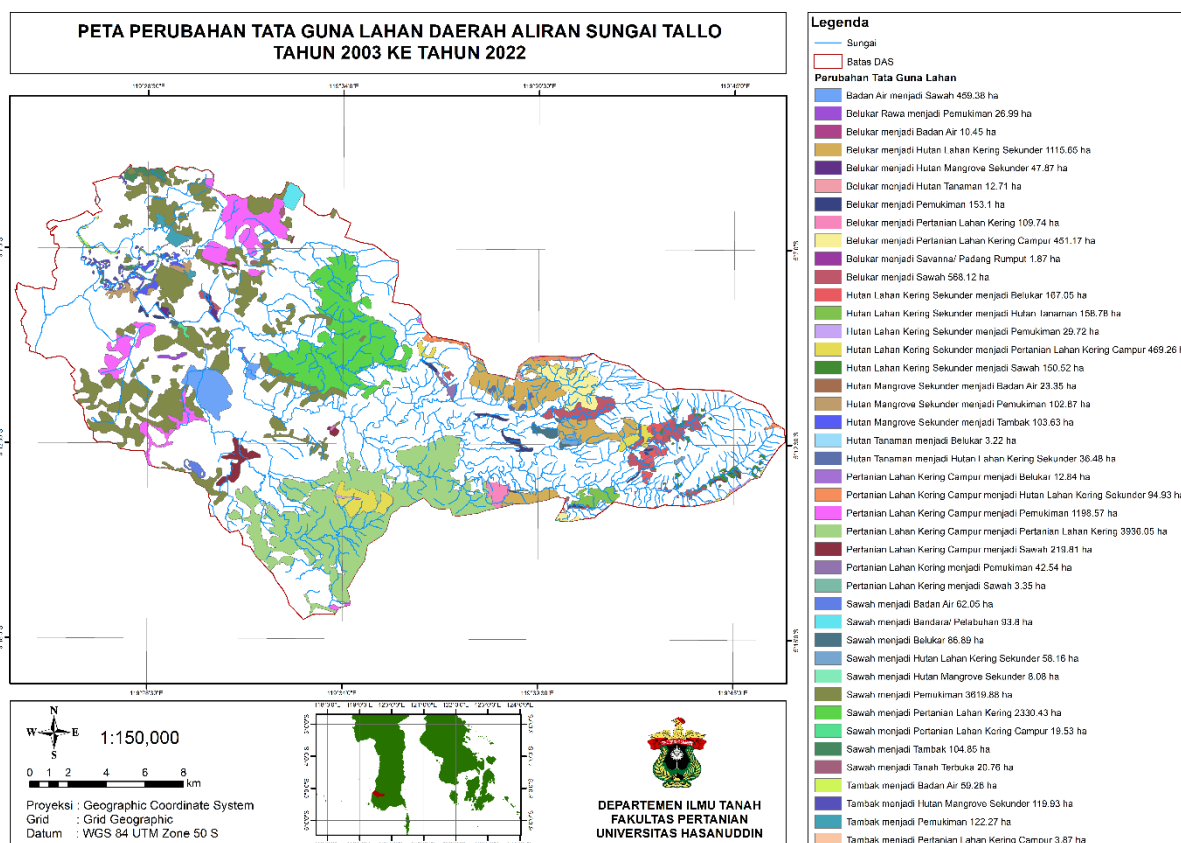 PETA PERUBAHAN TATA GUNA LAHAN DAERAH ALIRAN SUNGAI TALLO
TAHUN 2003 KE TAHUN 2022
N
W E
S
1:150,000
0 1 2 4 6 8
km
Proyeksi : Geographic Coordinate System
Grid : Grid Geographic
Datum : WGS 84 UTM Zone 50 S
DEPARTEMEN ILMU TANAH
FAKULTAS PERTANIAN
UNIVERSITAS HASANUDDIN
Legenda
Sungai
Batas DAS
Perubahan Tata Guna Lahan
Badan Air menjadi Sawah 459.38 ha
Belukar Rawa menjadi Pemukiman 26.99 ha
Belukar menjadi Badan Air 10.45 ha
Belukar menjadi Hutan Lahan Kering Sekunder 1115.65 ha
Belukar menjadi Hutan Mangrove Sekunder 47.87 ha
Belukar menjadi Hutan Tanaman 12.71 ha
Belukar menjadi Pemukiman 153.1 ha
Belukar menjadi Pertanian Lahan Kering 109.74 ha
Belukar menjadi Pertanian Lahan Kering Campur 451.17 ha
Belukar menjadi Savanna/ Padang Rumput 1.87 ha
Belukar menjadi Sawah 568.12 ha
Hutan Lahan Kering Sekunder menjadi Belukar 167.05 ha
Hutan Lahan Kering Sekunder menjadi Hutan Tanaman 158.78 ha
Hutan Lahan Kering Sekunder menjadi Pemukiman 29.72 ha
Hutan Lahan Kering Sekunder menjadi Pertanian Lahan Kering Campur 469.26
Hutan Lahan Kering Sekunder menjadi Sawah 150.52 ha
Hutan Mangrove Sekunder menjadi Badan Air 23.35 ha
Hutan Mangrove Sekunder menjadi Pemukiman 102.87 ha
Hutan Mangrove Sekunder menjadi Tambak 103.63 ha
Hutan Tanaman menjadi Belukar 3.22 ha
Hutan Tanaman menjadi Hutan Lahan Kering Sekunder 36.48 ha
Pertanian Lahan Kering Campur menjadi Belukar 12.84 ha
Pertanian Lahan Kering Campur menjadi Hutan Lahan Kering Sekunder 94.93 ha
Pertanian Lahan Kering Campur menjadi Pemukiman 1198.57 ha
Pertanian Lahan Kering Campur menjadi Pertanian Lahan Kering 3936.05 ha
Pertanian Lahan Kering Campur menjadi Sawah 219.81 ha
Pertanian Lahan Kering menjadi Pemukiman 42.54 ha
Pertanian Lahan Kering menjadi Sawah 3.35 ha
Sawah menjadi Badan Air 62.05 ha
Sawah menjadi Bandara/ Pelabuhan 93.8 ha
Sawah menjadi Belukar 86.89 ha
Sawah menjadi Hutan Lahan Kering Sekunder 58.16 ha
Sawah menjadi Hutan Mangrove Sekunder 8.08 ha
Sawah menjadi Pemukiman 3619.88 ha
Sawah menjadi Pertanian Lahan Kering 2330.43 ha
Sawah menjadi Pertanian Lahan Kering Campur 19.53 ha
Sawah menjadi Tambak 104.85 ha
Sawah menjadi Tanah Terbuka 20.76 ha
Tambak menjadi Badan Air 59.28 ha
Tambak menjadi Hutan Mangrove Sekunder 119.93 ha
Tambak menjadi Pemukiman 122.27 ha
Tambak menjadi Pertanian Lahan Kering Campur 3.87 ha